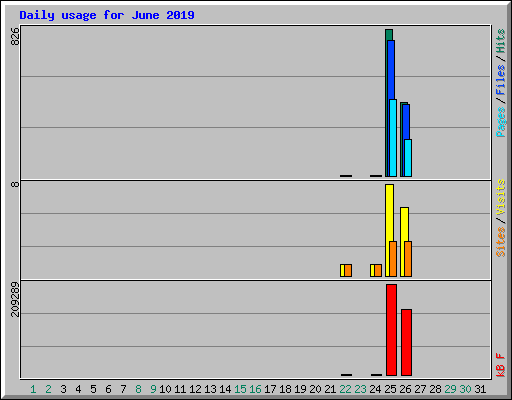 Daily usage for June 2019
826
Pages / Files / Hits
8
Sites / Visits
209289
kB F
1 2 3 4 5 6 7 8 9 10 11 12 13 14 15 16 17 18 19 20 21 22 23 24 25 26 27 28 29 30 31